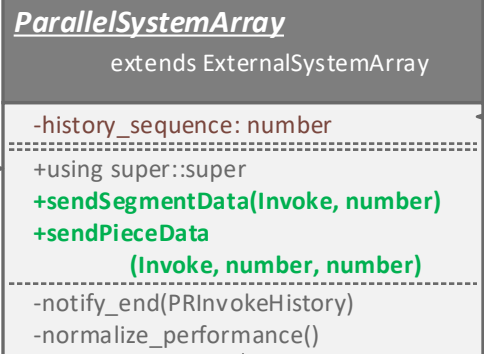 ParallelSystemArray
extends ExternalSystemArray
-history_sequence: number
+using super::super
+sendSegmentData(Invoke, number)
+sendPieceData
(Invoke, number, number)
-notify_end(PRInvokeHistory)
-normalize_performance()